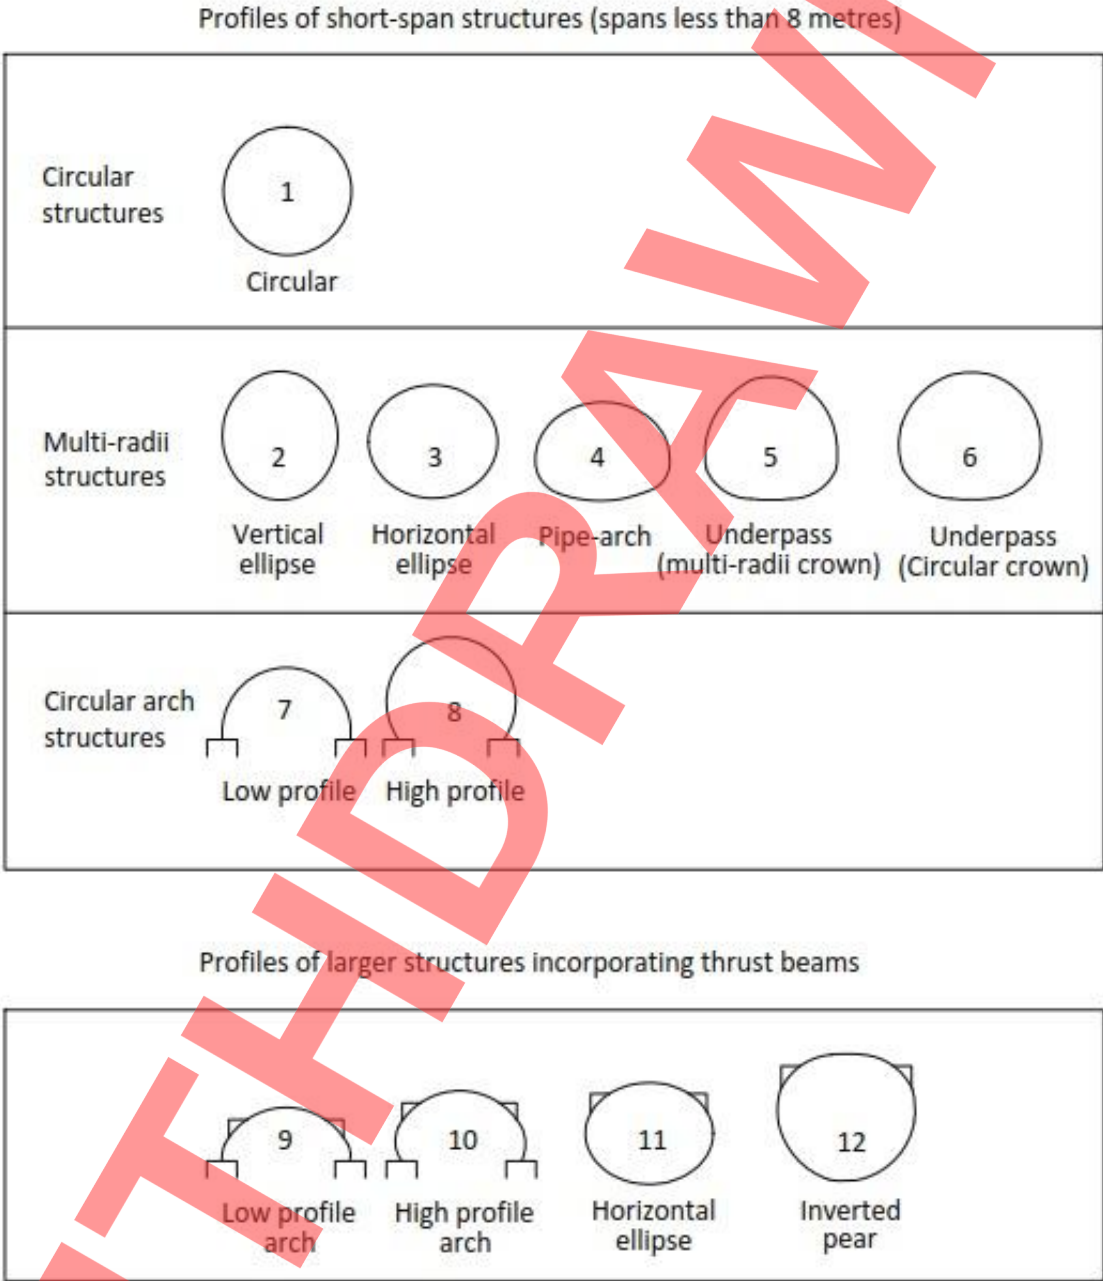 Profiles of short-span structures (spans less than 8 metres)
Circular
structures
1
Circular
Multi-radii
structures
2
3
4
5
6
Vertical
ellipse
Horizontal
ellipse
Pipe-arch
Underpass
(multi-radii crown)
Underpass
(Circular crown)
Circular arch
structures
7
8
Low profile
High profile
Profiles of larger structures incorporating thrust beams
9
10
11
12
Low profile
arch
High profile
arch
Horizontal
ellipse
Inverted
pear
ITHDRAW